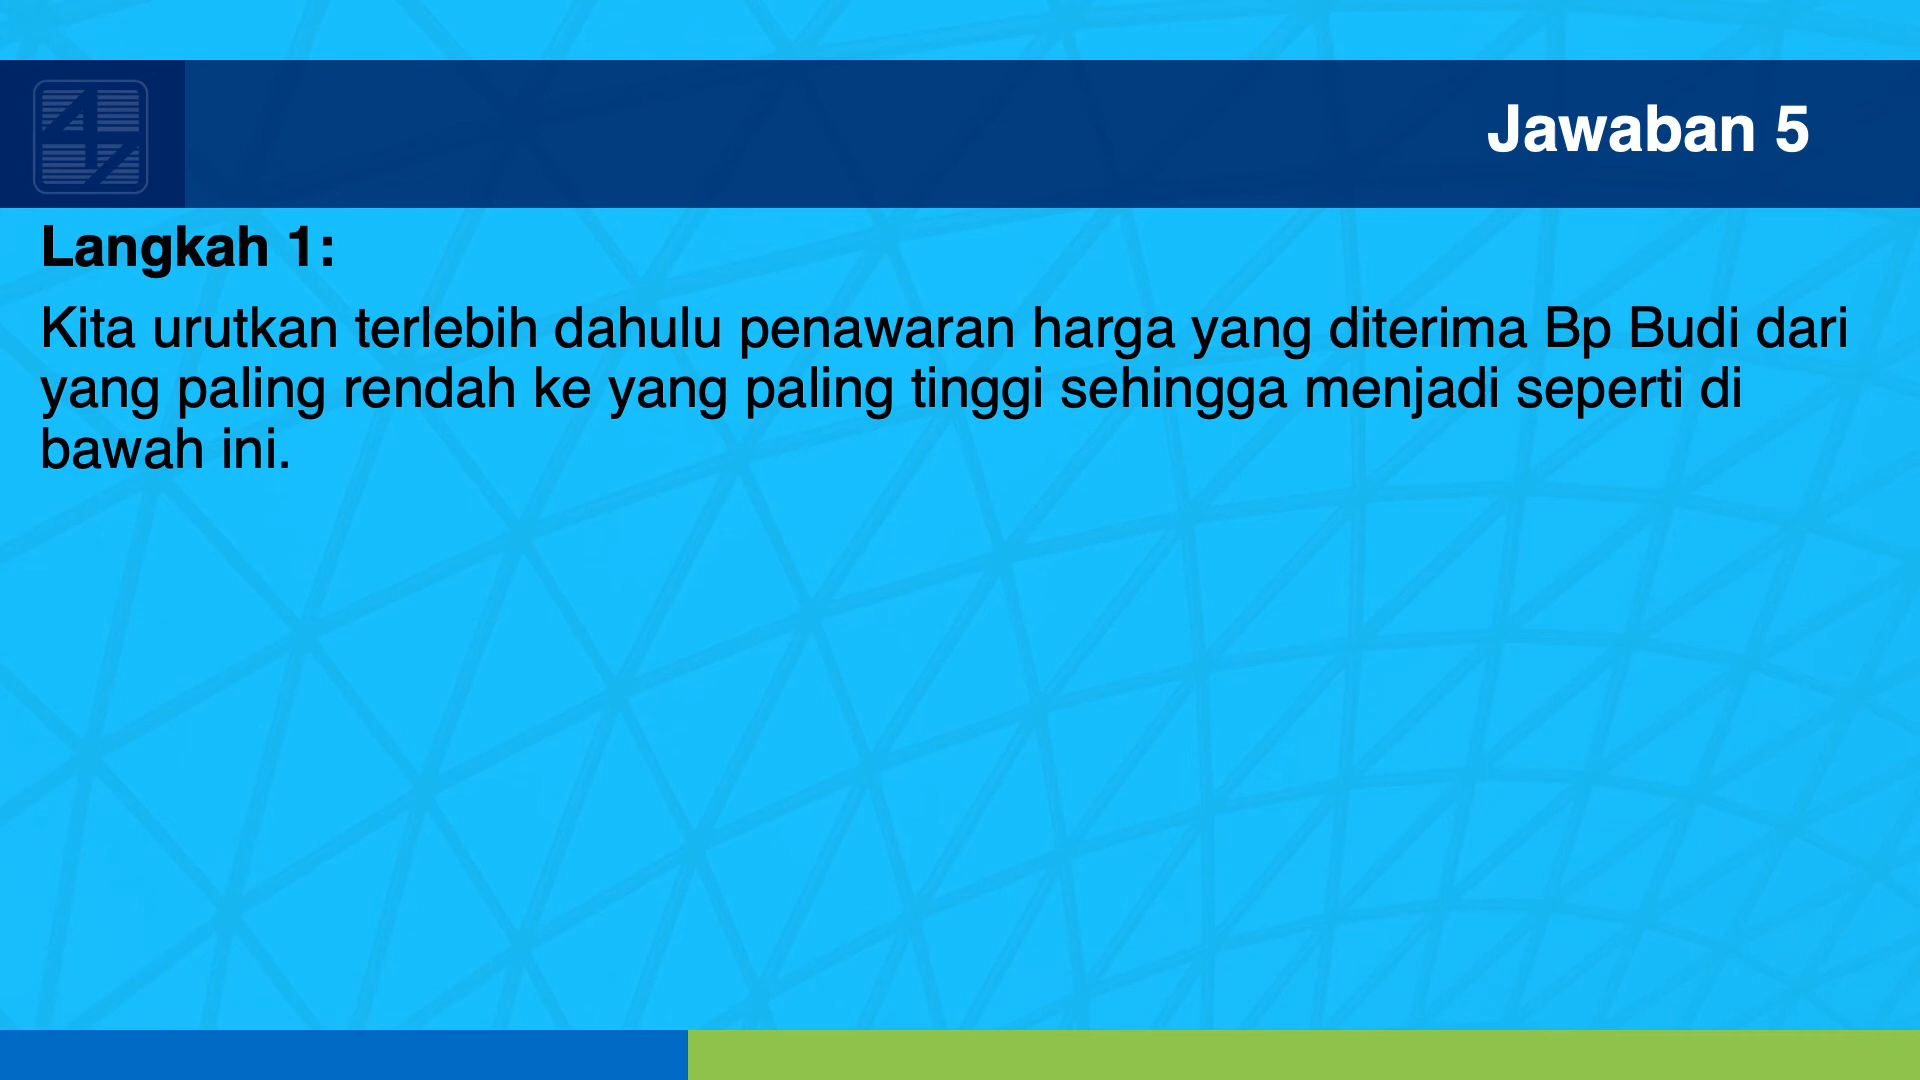 Jawaban 5
Langkah 1:
Kita urutkan terlebih dahulu penawaran harga yang diterima Bp Budi dari
yang paling rendah ke yang paling tinggi sehingga menjadi seperti di
bawah ini.